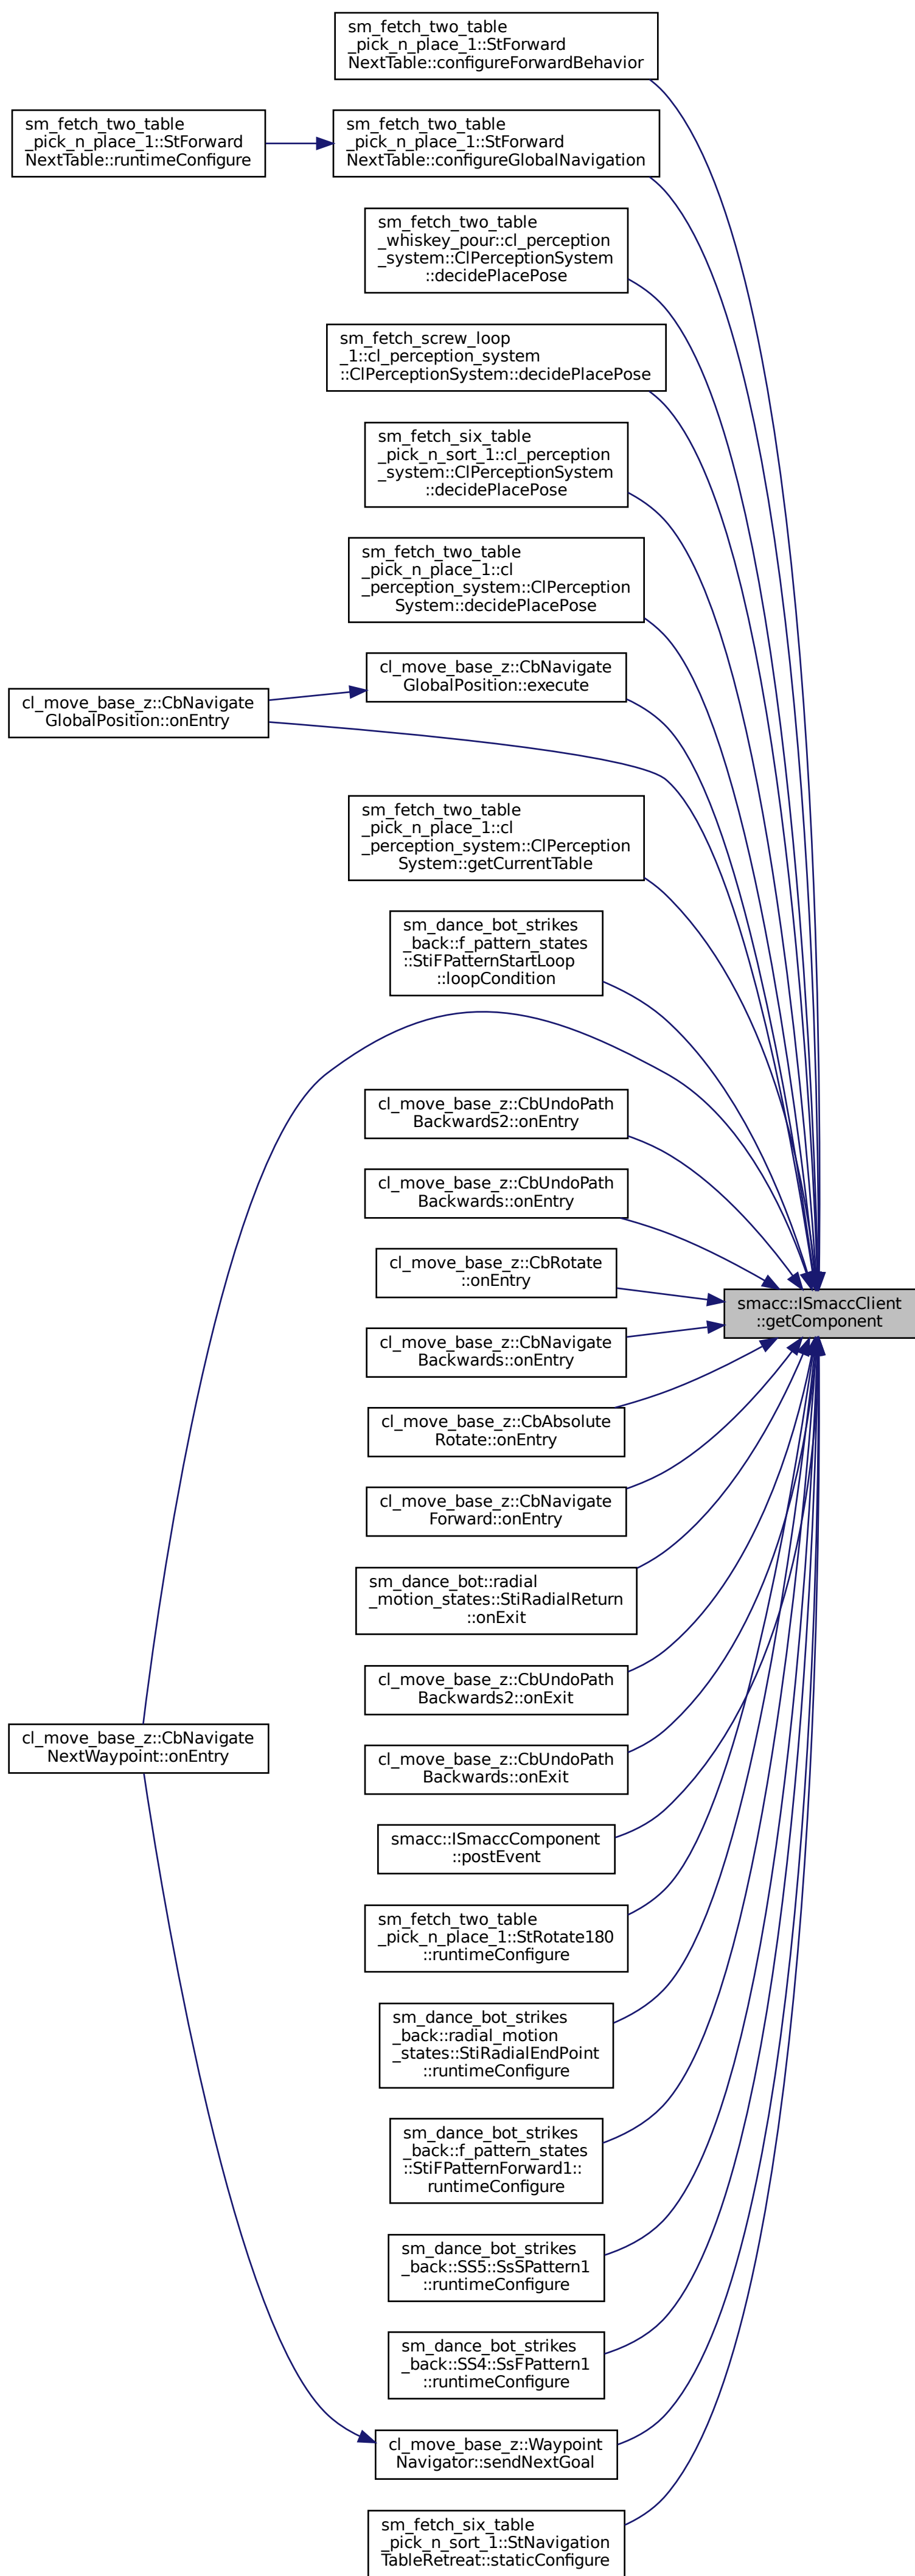 sm_fetch_two_table
_pick_n_place_1::StForward
NextTable::configureForwardBehavior
sm_fetch_two_table
_pick_n_place_1::StForward
NextTable::runtimeConfigure
sm_fetch_two_table
_pick_n_place_1::StForward
NextTable::configureGlobalNavigation
sm_fetch_two_table
_whiskey_pour::cl_perception
_system::ClPerceptionSystem
::decidePlacePose
sm_fetch_screw_loop
_1::cl_perception_system
::ClPerceptionSystem::decidePlacePose
sm_fetch_six_table
_pick_n_sort_1::cl_perception
_system::ClPerceptionSystem
::decidePlacePose
sm_fetch_two_table
_pick_n_place_1::cl
_perception_system::ClPerception
System::decidePlacePose
cl_move_base_z::CbNavigate
GlobalPosition::execute
cl_move_base_z::CbNavigate
GlobalPosition::onEntry
sm_fetch_two_table
_pick_n_place_1::cl
_perception_system::ClPerception
System::getCurrentTable
sm_dance_bot_strikes
_back::f_pattern_states
::StiFPatternStartLoop
::loopCondition
cl_move_base_z::CbUndoPath
Backwards2::onEntry
cl_move_base_z::CbUndoPath
Backwards::onEntry
cl_move_base_z::CbRotate
::onEntry
smacc::ISmaccClient
::getComponent
cl_move_base_z::CbNavigate
Backwards::onEntry
cl_move_base_z::CbAbsolute
Rotate::onEntry
cl_move_base_z::CbNavigate
Forward::onEntry
sm_dance_bot::radial
_motion_states::StiRadialReturn
::onExit
cl_move_base_z::CbUndoPath
Backwards2::onExit
cl_move_base_z::CbNavigate
NextWaypoint::onEntry
cl_move_base_z::CbUndoPath
Backwards::onExit
smacc::ISmaccComponent
::postEvent
sm_fetch_two_table
_pick_n_place_1::StRotate180
::runtimeConfigure
sm_dance_bot_strikes
_back::radial_motion
_states::StiRadialEndPoint
::runtimeConfigure
sm_dance_bot_strikes
_back::f_pattern_states
::StiFPatternForward1::
runtimeConfigure
sm_dance_bot_strikes
_back::SS5::SsSPattern1
::runtimeConfigure
sm_dance_bot_strikes
_back::SS4::SsFPattern1
::runtimeConfigure
cl_move_base_z::Waypoint
Navigator::sendNextGoal
sm_fetch_six_table
_pick_n_sort_1::StNavigation
TableRetreat::staticConfigure